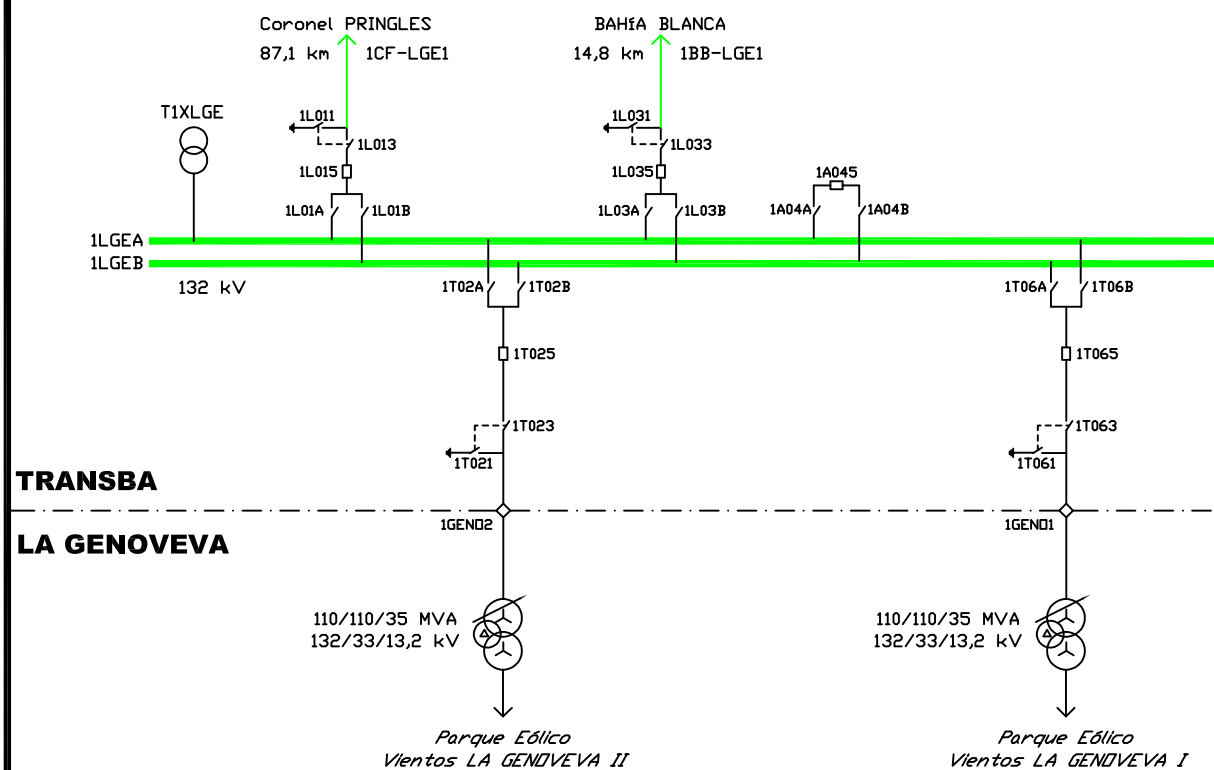 Coronel PRINGLES
87,1 km 1CF-LGE1
BAHíA BLANCA
14,8 km 1BB-LGE1
T1XLGE
1L011
1L013
1L015
1L01A 1L01B
1L031
1L033
1L035
1L03A 1L03B
1A045
1A04A 1A04B
1LGEA
1LGEB
132 kV
1T02A 1T02B
1T025
1T023
1T021
1T06A 1T06B
1T065
1T063
1T061
TRANSBA
1GENO2
1GENO1
LA GENOVEVA
110/110/35 MVA
132/33/13,2 kV
110/110/35 MVA
132/33/13,2 kV
Parque Eólico
Vientos LA GENOVEVA II
Parque Eólico
Vientos LA GENOVEVA I